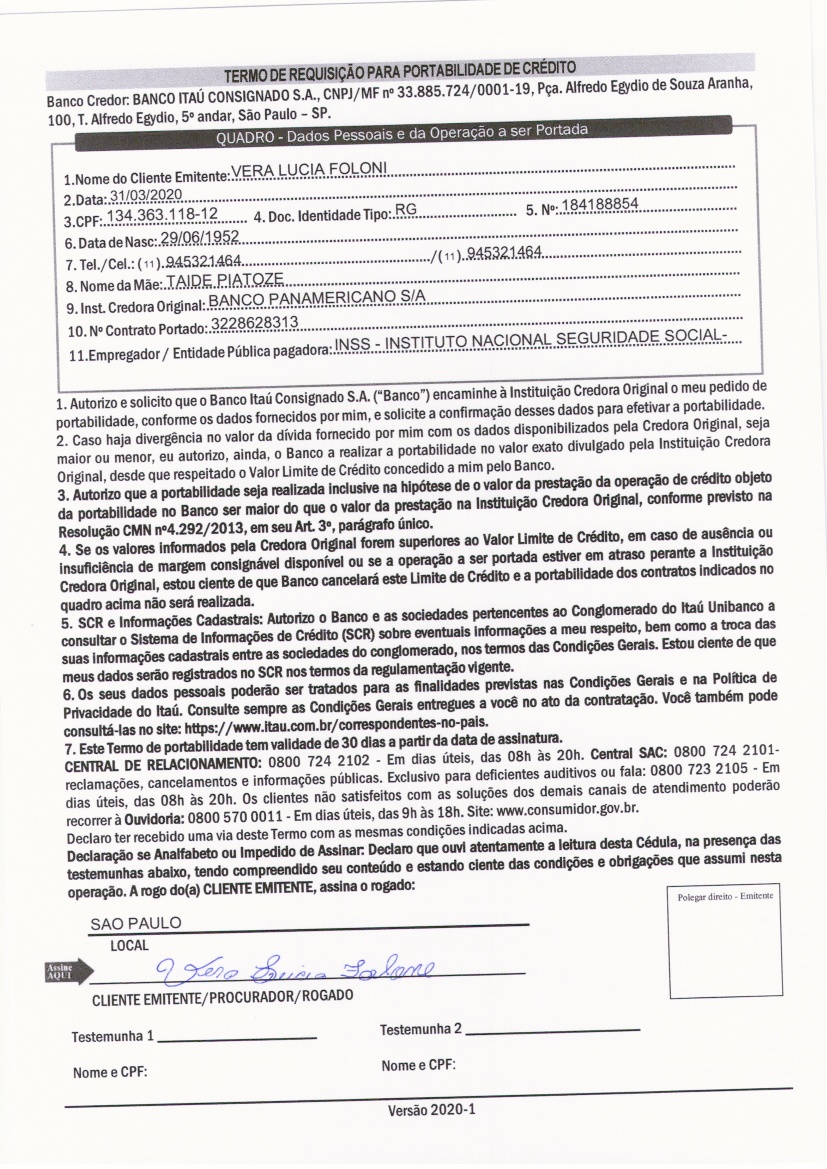 TERMO DE REQUISIÇÃO PARA PORTABILIDADE DE CRÉDITO
Banco Credor: BANCO ITAÚ CONSIGNADO S.A., CNPJ/MF nº 33.885.724/0001-19, Pça. Alfredo Egydio de Souza Aranha,
100, T. Alfredo Egydio, 5º andar, São Paulo – SP.
QUADRO - Dados Pessoais e da Operação a ser Portada
1.Nome do Cliente Emitente: VERA LUCIA FOLONI
2.Data: 31/03/2020
3.CPF: 134.363.118-12 4. Doc. Identidade Tipo: RG 5. Nº: 184188854
6. Data de Nasc: 29/06/1952
7. Tel./Cel.: (11) 945321464 /(11) 945321464
8. Nome da Mãe: TAIDE PIATOZE
9. Inst. Credora Original: BANCO PANAMERICANO S/A
10. Nº Contrato Portado: 3228628313
11.Empregador / Entidade Pública pagadora: INSS - INSTITUTO NACIONAL SEGURIDADE SOCIAL-
1. Autorizo e solicito que o Banco Itaú Consignado S.A. (“Banco”) encaminhe à Instituição Credora Original o meu pedido de
portabilidade, conforme os dados fornecidos por mim, e solicite a confirmação desses dados para efetivar a portabilidade.
2. Caso haja divergência no valor da dívida fornecido por mim com os dados disponibilizados pela Credora Original, seja
maior ou menor, eu autorizo, ainda, o Banco a realizar a portabilidade no valor exato divulgado pela Instituição Credora
Original, desde que respeitado o Valor Limite de Crédito concedido a mim pelo Banco.
3. Autorizo que a portabilidade seja realizada inclusive na hipótese de o valor da prestação da operação de crédito objeto
da portabilidade no Banco ser maior do que o valor da prestação na Instituição Credora Original, conforme previsto na
Resolução CMN nº4.292/2013, em seu Art. 3º, parágrafo único.
4. Se os valores informados pela Credora Original forem superiores ao Valor Limite de Crédito, em caso de ausência ou
insuficiência de margem consignável disponível ou se a operação a ser portada estiver em atraso perante a Instituição
Credora Original, estou ciente de que Banco cancelará este Limite de Crédito e a portabilidade dos contratos indicados no
quadro acima não será realizada.
5. SCR e Informações Cadastrais: Autorizo o Banco e as sociedades pertencentes ao Conglomerado do Itaú Unibanco a
consultar o Sistema de Informações de Crédito (SCR) sobre eventuais informações a meu respeito, bem como a troca das
suas informações cadastrais entre as sociedades do conglomerado, nos termos das Condições Gerais. Estou ciente de que
meus dados serão registrados no SCR nos termos da regulamentação vigente.
6. Os seus dados pessoais poderão ser tratados para as finalidades previstas nas Condições Gerais e na Política de
Privacidade do Itaú. Consulte sempre as Condições Gerais entregues a você no ato da contratação. Você também pode
consultá-las no site: https://www.itau.com.br/correspondentes-no-pais.
7. Este Termo de portabilidade tem validade de 30 dias a partir da data de assinatura.
CENTRAL DE RELACIONAMENTO: 0800 724 2102 - Em dias úteis, das 08h às 20h. Central SAC: 0800 724 2101-
reclamações, cancelamentos e informações públicas. Exclusivo para deficientes auditivos ou fala: 0800 723 2105 - Em
dias úteis, das 08h às 20h. Os clientes não satisfeitos com as soluções dos demais canais de atendimento poderão
recorrer à Ouvidoria: 0800 570 0011 - Em dias úteis, das 9h às 18h. Site: www.consumidor.gov.br.
Declaro ter recebido uma via deste Termo com as mesmas condições indicadas acima.
Declaração se Analfabeto ou Impedido de Assinar: Declaro que ouvi atentamente a leitura desta Cédula, na presença das
testemunhas abaixo, tendo compreendido seu conteúdo e estando ciente das condições e obrigações que assumi nesta
operação. A rogo do(a) CLIENTE EMITENTE, assina o rogado:
Polegar direito - Emitente
SAO PAULO
LOCAL
Assine
AQUI
Vera Lucia Foloni
CLIENTE EMITENTE/PROCURADOR/ROGADO
Testemunha 1 Testemunha 2
Nome e CPF: Nome e CPF:
Versão 2020-1